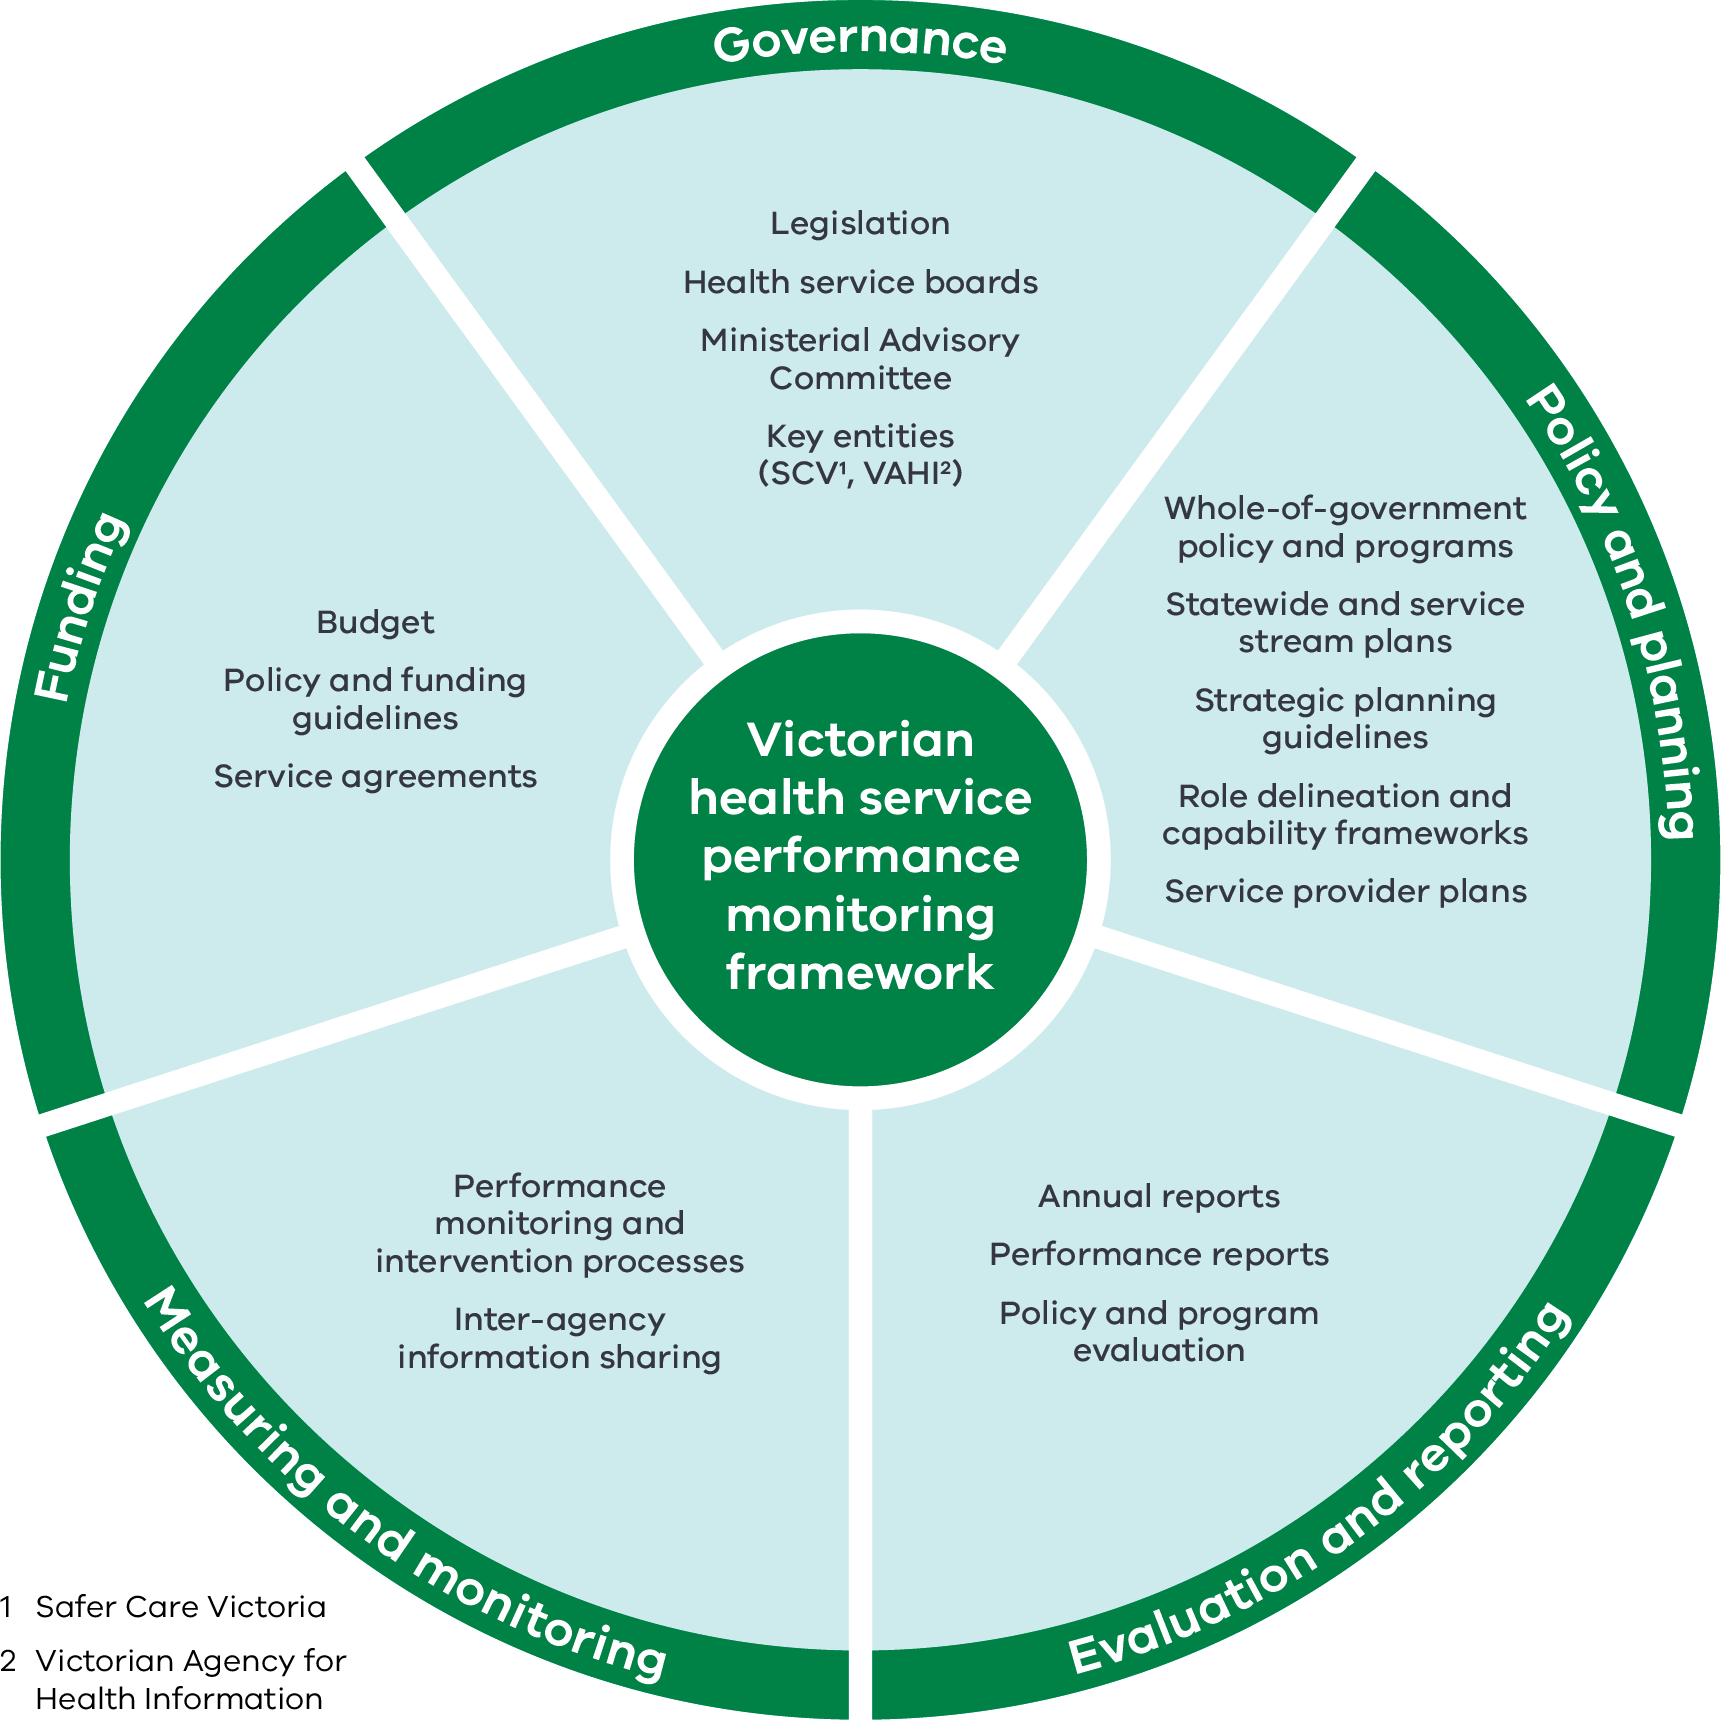 Governance
Legislation
Health service boards
Ministerial Advisory
Committee
Key entities
(SCV¹, VAHI²)
Policy and planning
Whole-of-government
policy and programs
Statewide and service
stream plans
Strategic planning
guidelines
Role delineation and
capability frameworks
Service provider plans
Evaluation and reporting
Annual reports
Performance reports
Policy and program
evaluation
Measuring and monitoring
Performance
monitoring and
intervention processes
Inter-agency
information sharing
Funding
Budget
Policy and funding
guidelines
Service agreements
Victorian
health service
performance
monitoring
framework
1 Safer Care Victoria
2 Victorian Agency for
Health Information